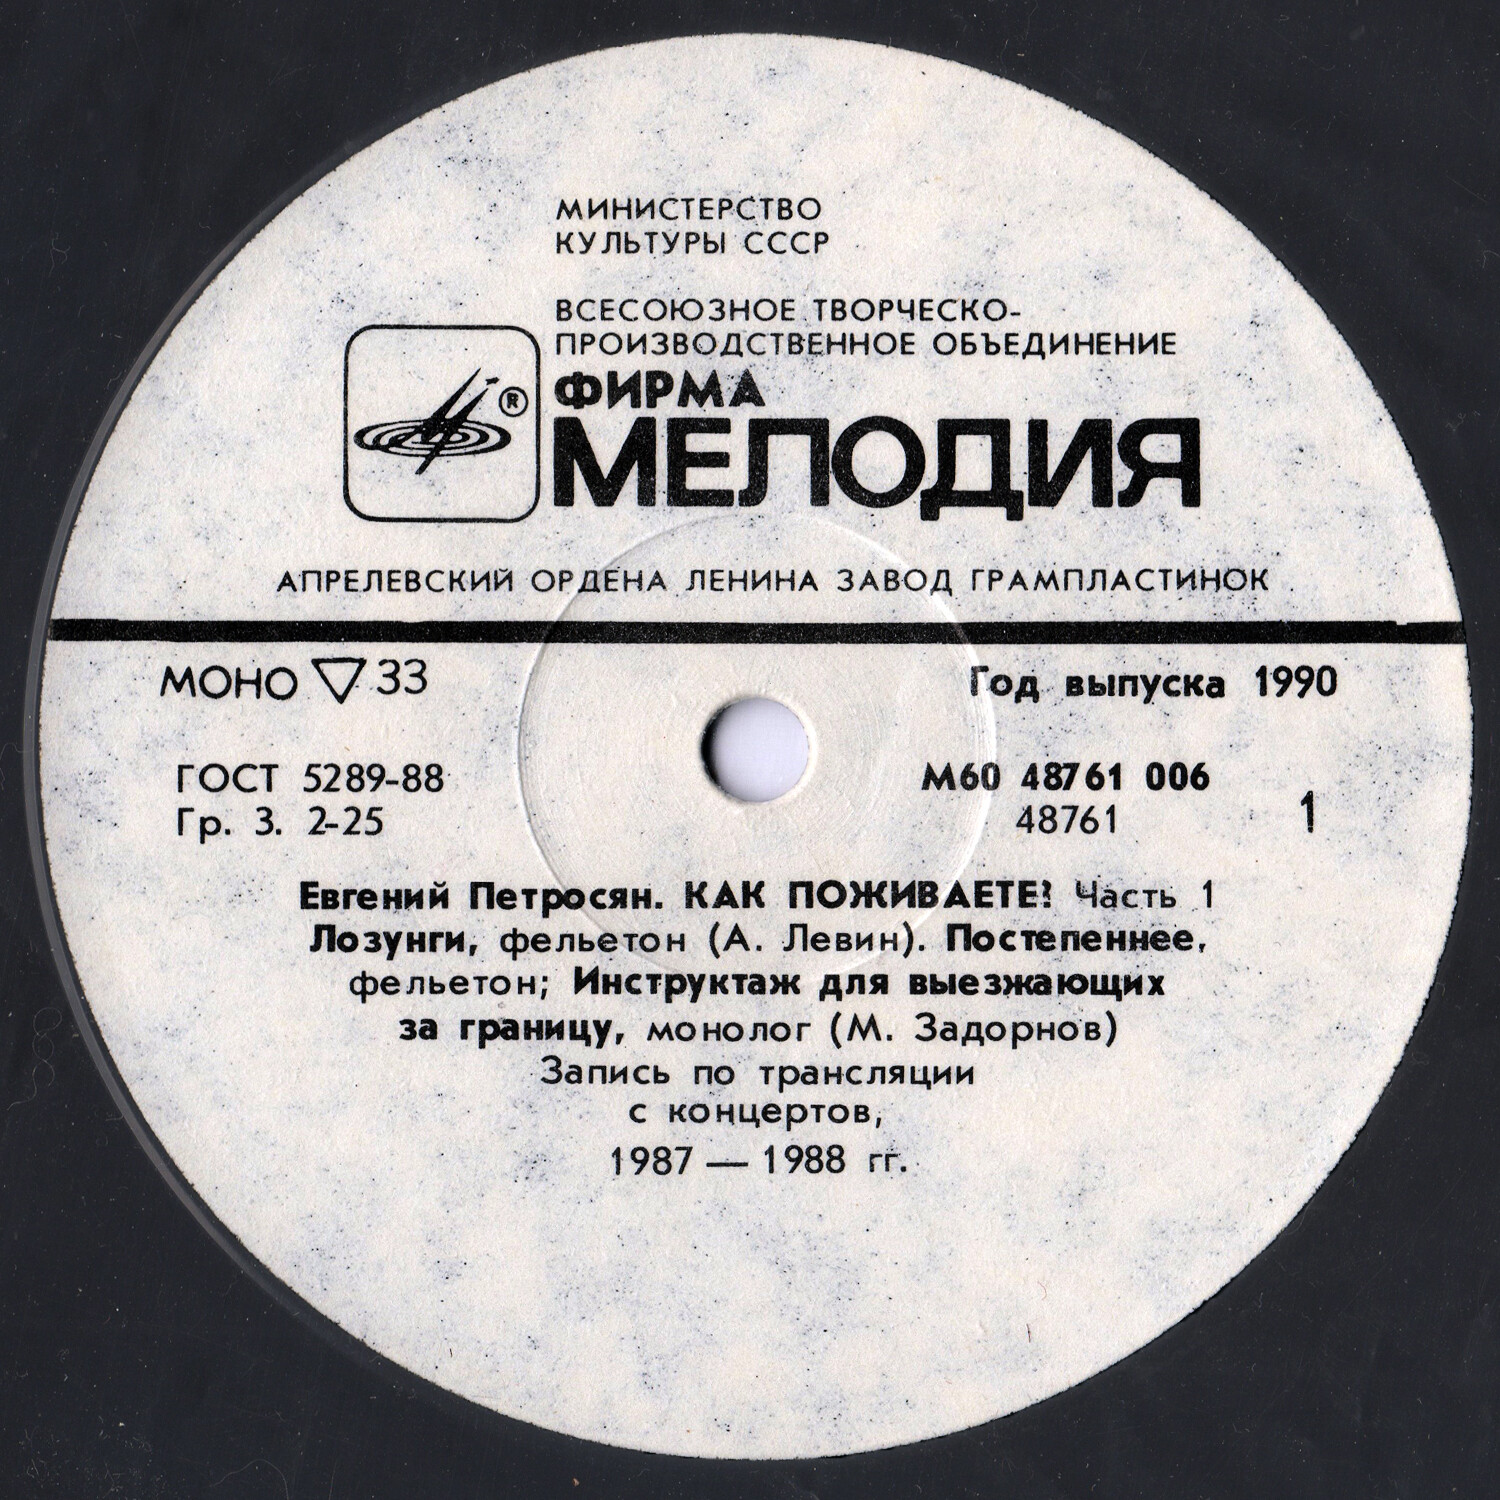 МИНИСТЕРСТВО
КУЛЬТУРЫ СССР
ВСЕСОЮЗНОЕ ТВОРЧЕСКО-
ПРОИЗВОДСТВЕННОЕ ОБЪЕДИНЕНИЕ
®
ФИРМА
МЕЛОДИЯ
АПРЕЛЕВСКИЙ ОРДЕНА ЛЕНИНА ЗАВОД ГРАМПЛАСТИНОК
МОНО ▽ 33
Год выпуска 1990
ГОСТ 5289-88
Гр. 3. 2-25
М60 48761 006
48761
1
Евгений Петросян. КАК ПОЖИВАЕТЕ? Часть 1
Лозунги, фельетон (А. Левин). Постепеннее,
фельетон; Инструктаж для выезжающих
за границу, монолог (М. Задорнов)
Запись по трансляции
с концертов,
1987 — 1988 гг.